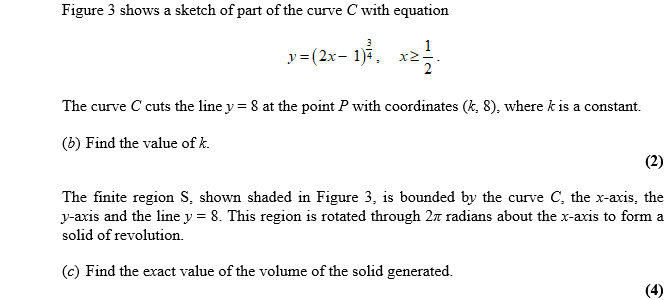 Figure 3 shows a sketch of part of the curve C with equation
y = (2x − 1)^{3/4}, x ≥ 1/2.
The curve C cuts the line y = 8 at the point P with coordinates (k, 8), where k is a constant.
(b) Find the value of k.
(2)
The finite region S, shown shaded in Figure 3, is bounded by the curve C, the x-axis, the
y-axis and the line y = 8. This region is rotated through 2π radians about the x-axis to form a
solid of revolution.
(c) Find the exact value of the volume of the solid generated.
(4)